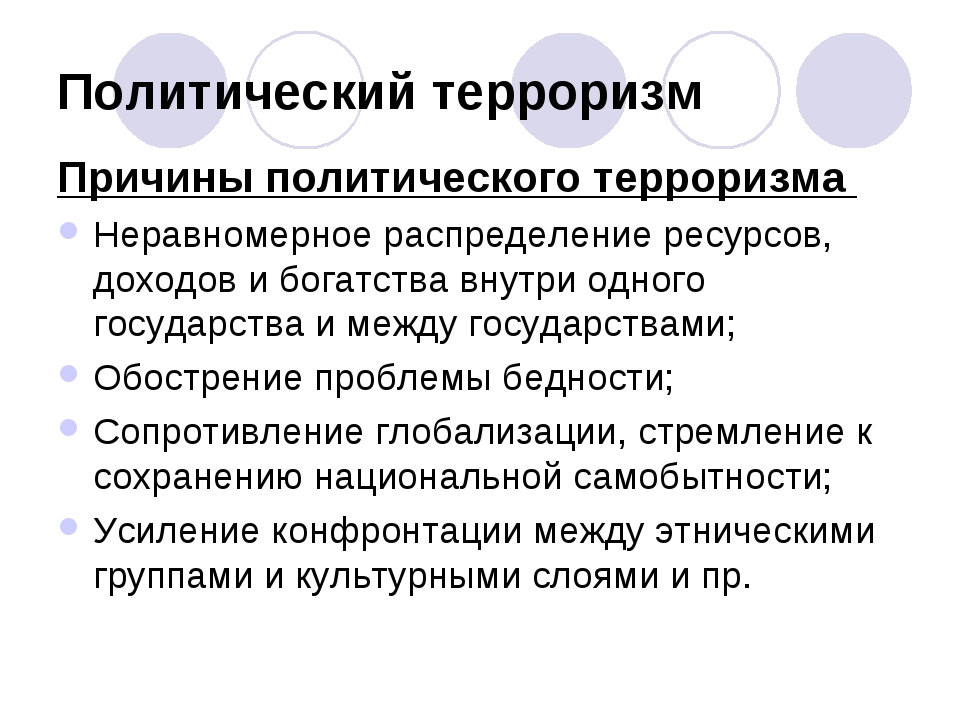 Политический терроризм
Причины политического терроризма
Неравномерное распределение ресурсов,
доходов и богатства внутри одного
государства и между государствами;
Обострение проблемы бедности;
Сопротивление глобализации, стремление к
сохранению национальной самобытности;
Усиление конфронтации между этническими
группами и культурными слоями и пр.